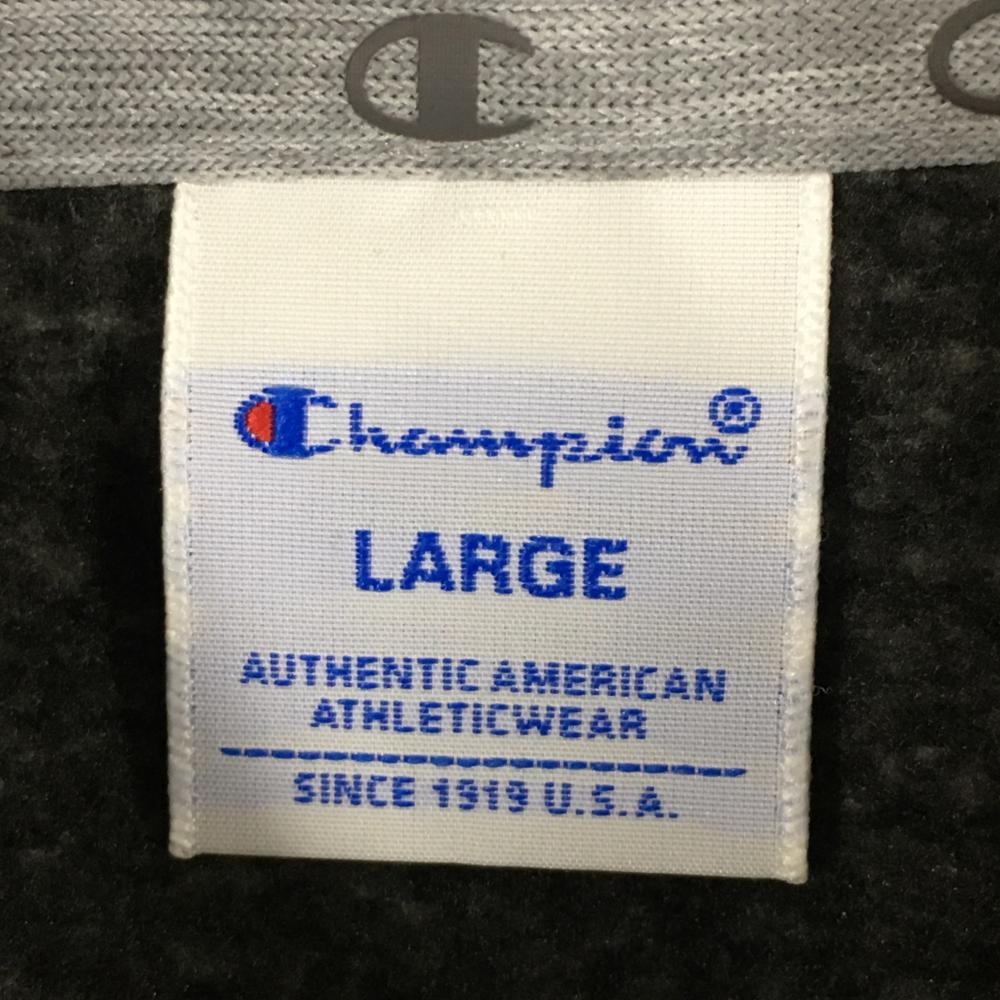 Champion®
LARGE
AUTHENTIC AMERICAN
ATHLETICWEAR
SINCE 1919 U.S.A.